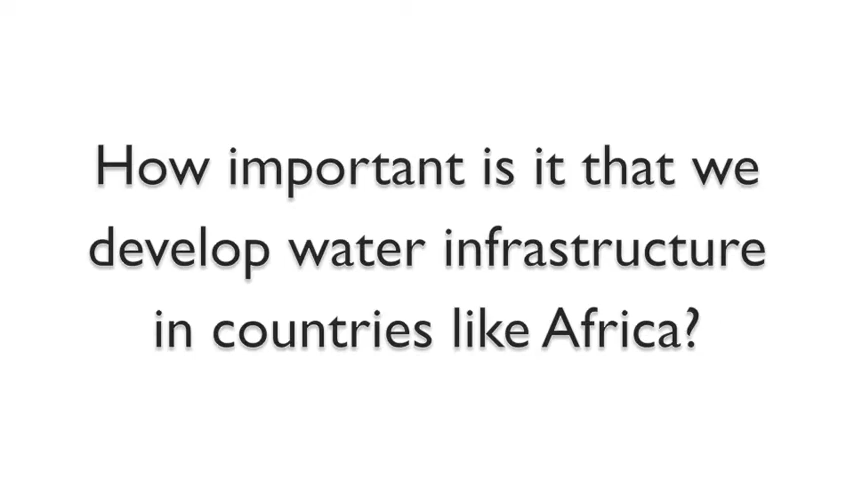 How important is it that we
develop water infrastructure
in countries like Africa?